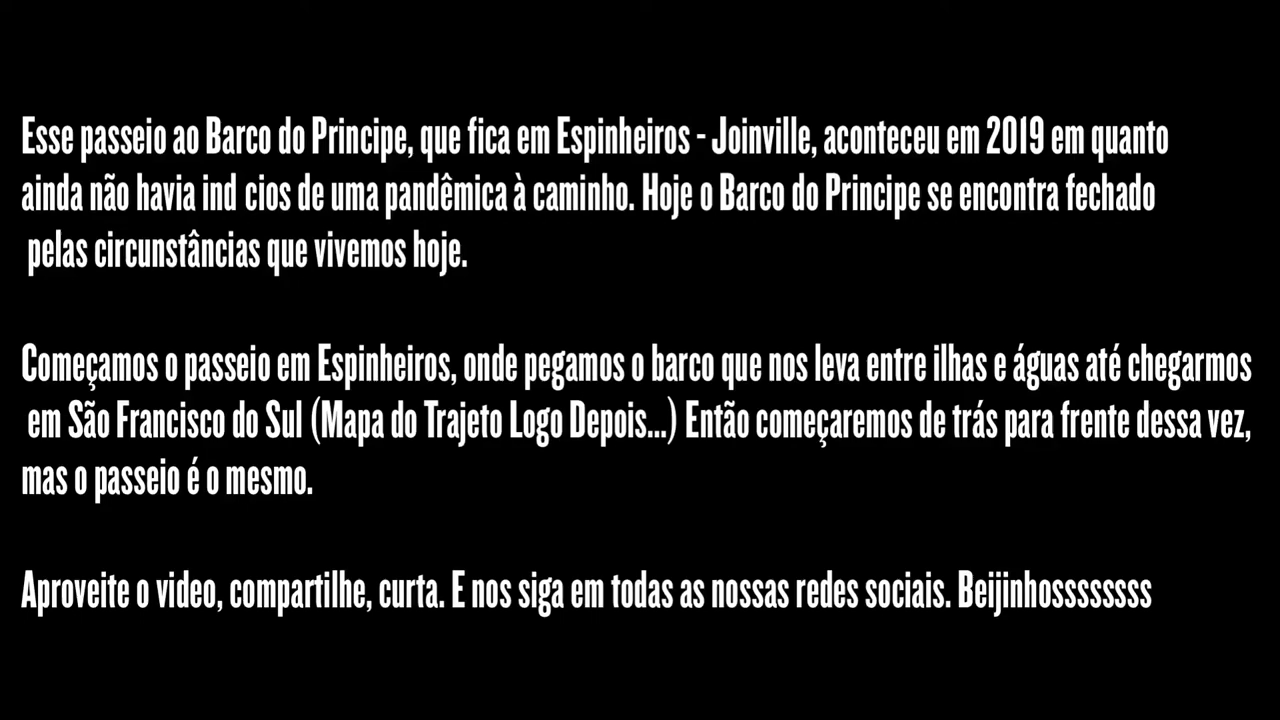 Esse passeio ao Barco do Principe, que fica em Espinheiros - Joinville, aconteceu em 2019 em quanto
ainda não havia ind cios de uma pandêmica à caminho. Hoje o Barco do Principe se encontra fechado
pelas circunstâncias que vivemos hoje.
Começamos o passeio em Espinheiros, onde pegamos o barco que nos leva entre ilhas e águas até chegarmos
em São Francisco do Sul (Mapa do Trajeto Logo Depois...) Então começaremos de trás para frente dessa vez,
mas o passeio é o mesmo.
Aproveite o video, compartilhe, curta. E nos siga em todas as nossas redes sociais. Beijinhossssssss